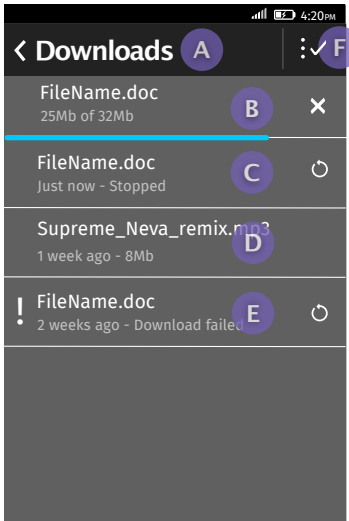 4:20PM
Downloads A F
FileName.doc
25Mb of 32Mb
B
FileName.doc
Just now - Stopped
C
Supreme_Neva_remix.mp3
1 week ago - 8Mb
D
! FileName.doc
2 weeks ago - Download failed
E